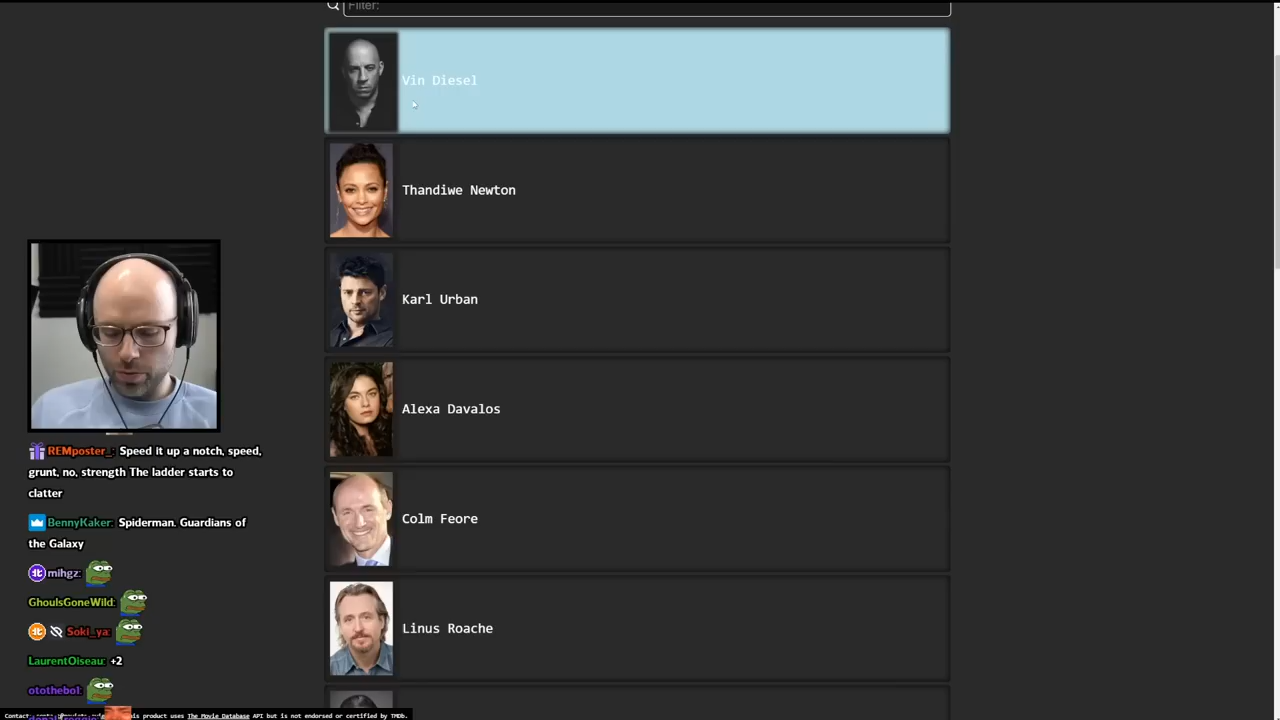 Filter:
Vin Diesel
Thandiwe Newton
Karl Urban
Alexa Davalos
Colm Feore
Linus Roache
REMposter_: Speed it up a notch, speed,
grunt, no, strength The ladder starts to
clatter
BennyKaker: Spiderman. Guardians of
the Galaxy
mihgz:
GhoulsGoneWild:
Soki_ya:
LaurentOiseau: +2
otothebol:
Contact:
this product uses The Movie Database API but is not endorsed or certified by TMDb.